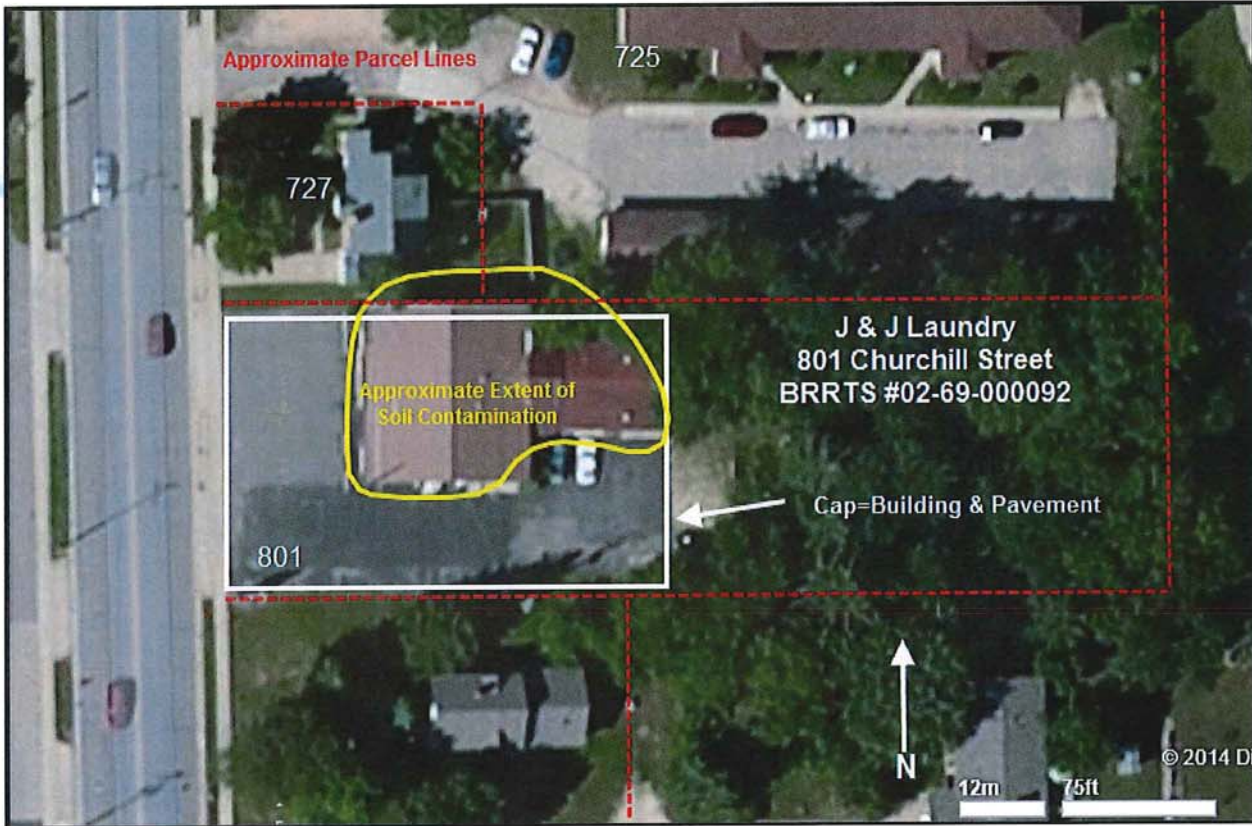 Approximate Parcel Lines
725
727
J & J Laundry
801 Churchill Street
BRRTS #02-69-000092
Approximate Extent of
Soil Contamination
Cap=Building & Pavement
801
N
© 2014 Di
12m
75ft